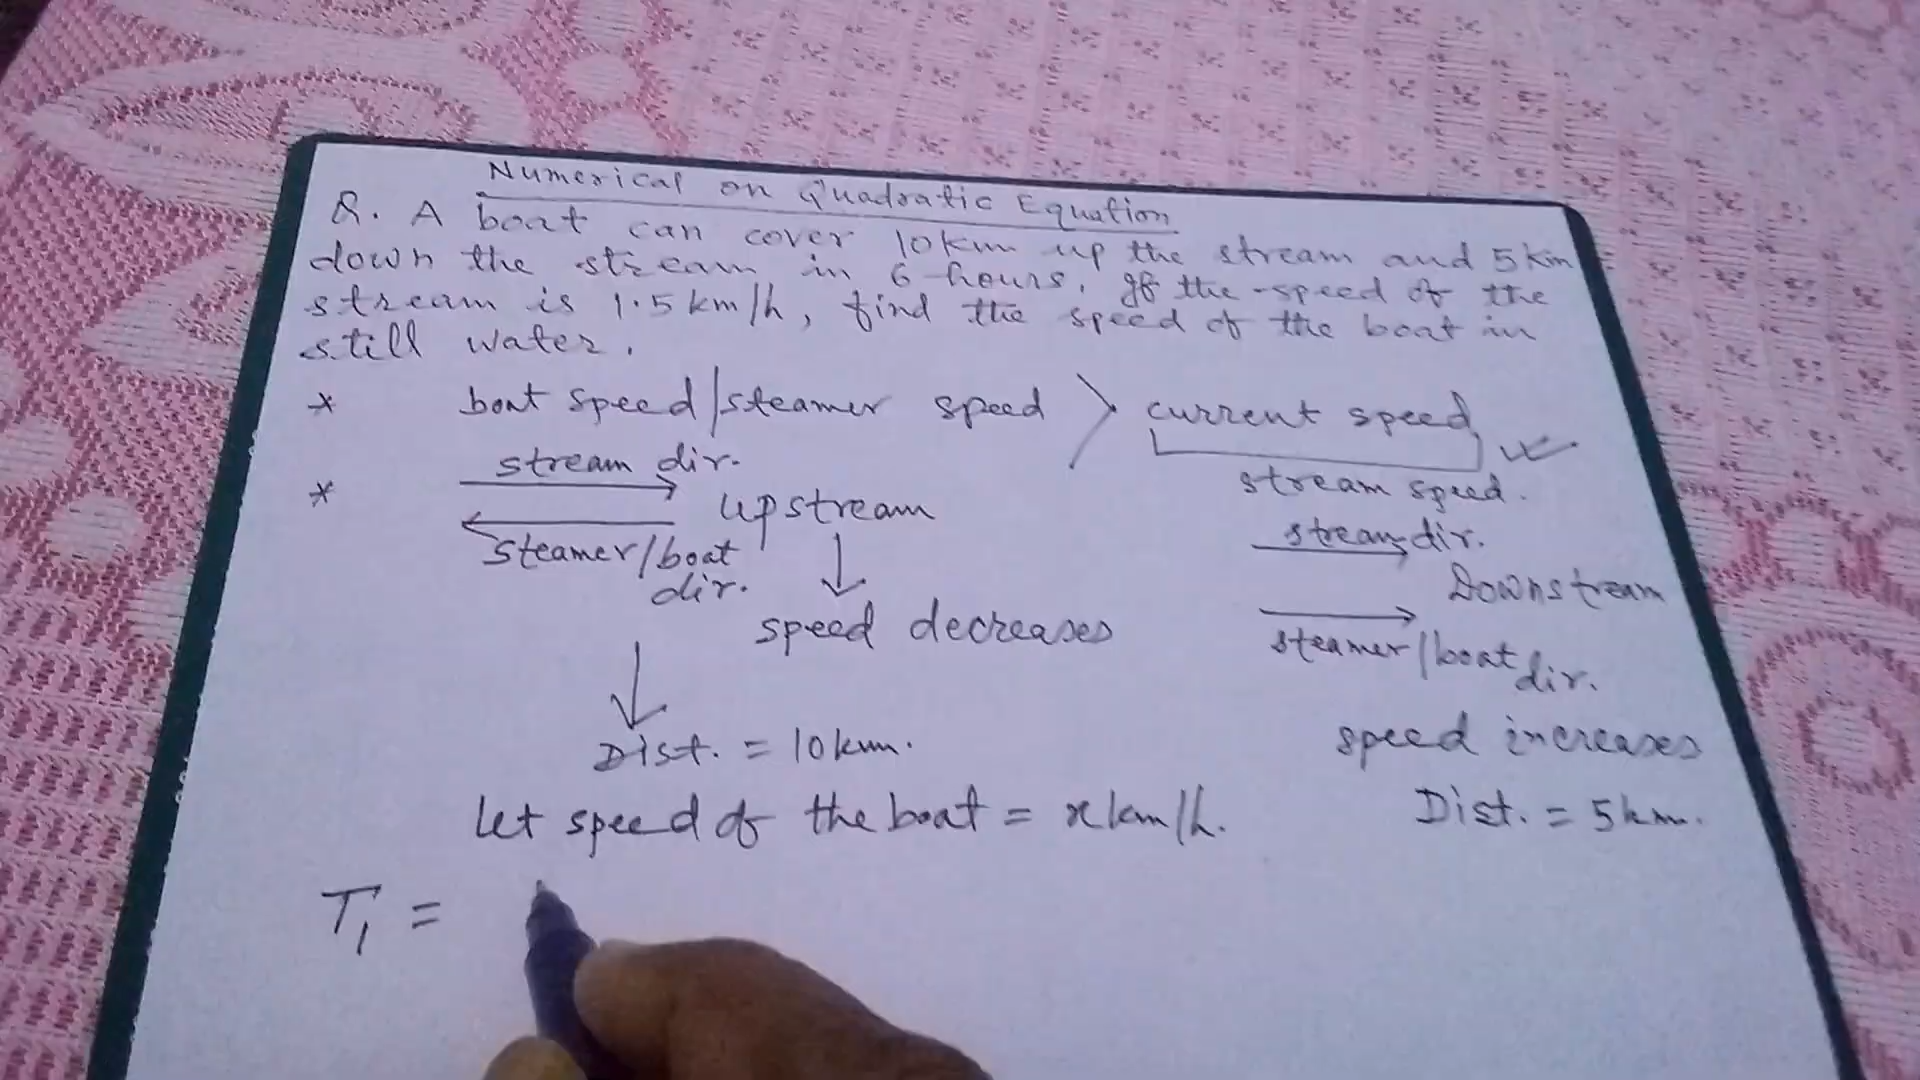 Numerical on Quadratic Equation
Q. A boat can cover 10km up the stream and 5km
down the stream in 6 hours. If the speed of the
stream is 1.5km/h, find the speed of the boat in
still water.
* boat speed/steamer speed > current speed
stream speed.
* stream dir.
upstream
steamer/boat dir.
speed decreases
stream dir.
Downstream
steamer/boat dir.
speed increases
Dist. = 10km.
Dist. = 5km.
Let speed of the boat = x km/h.
T1 =